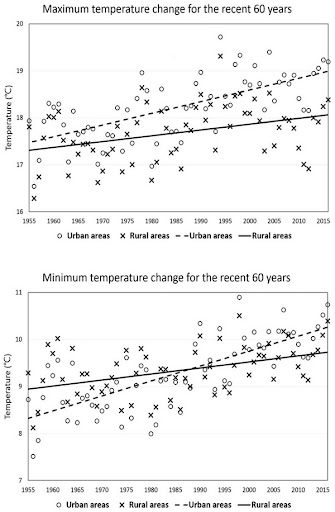 Maximum temperature change for the recent 60 years
20
19
18
17
16
Temperature (°C)
1955 1960 1965 1970 1975 1980 1985 1990 1995 2000 2005 2010 2015
Urban areas Rural areas Urban areas Rural areas
Minimum temperature change for the recent 60 years
11
10
9
8
7
Temperature (°C)
1955 1960 1965 1970 1975 1980 1985 1990 1995 2000 2005 2010 2015
Urban areas Rural areas Urban areas Rural areas